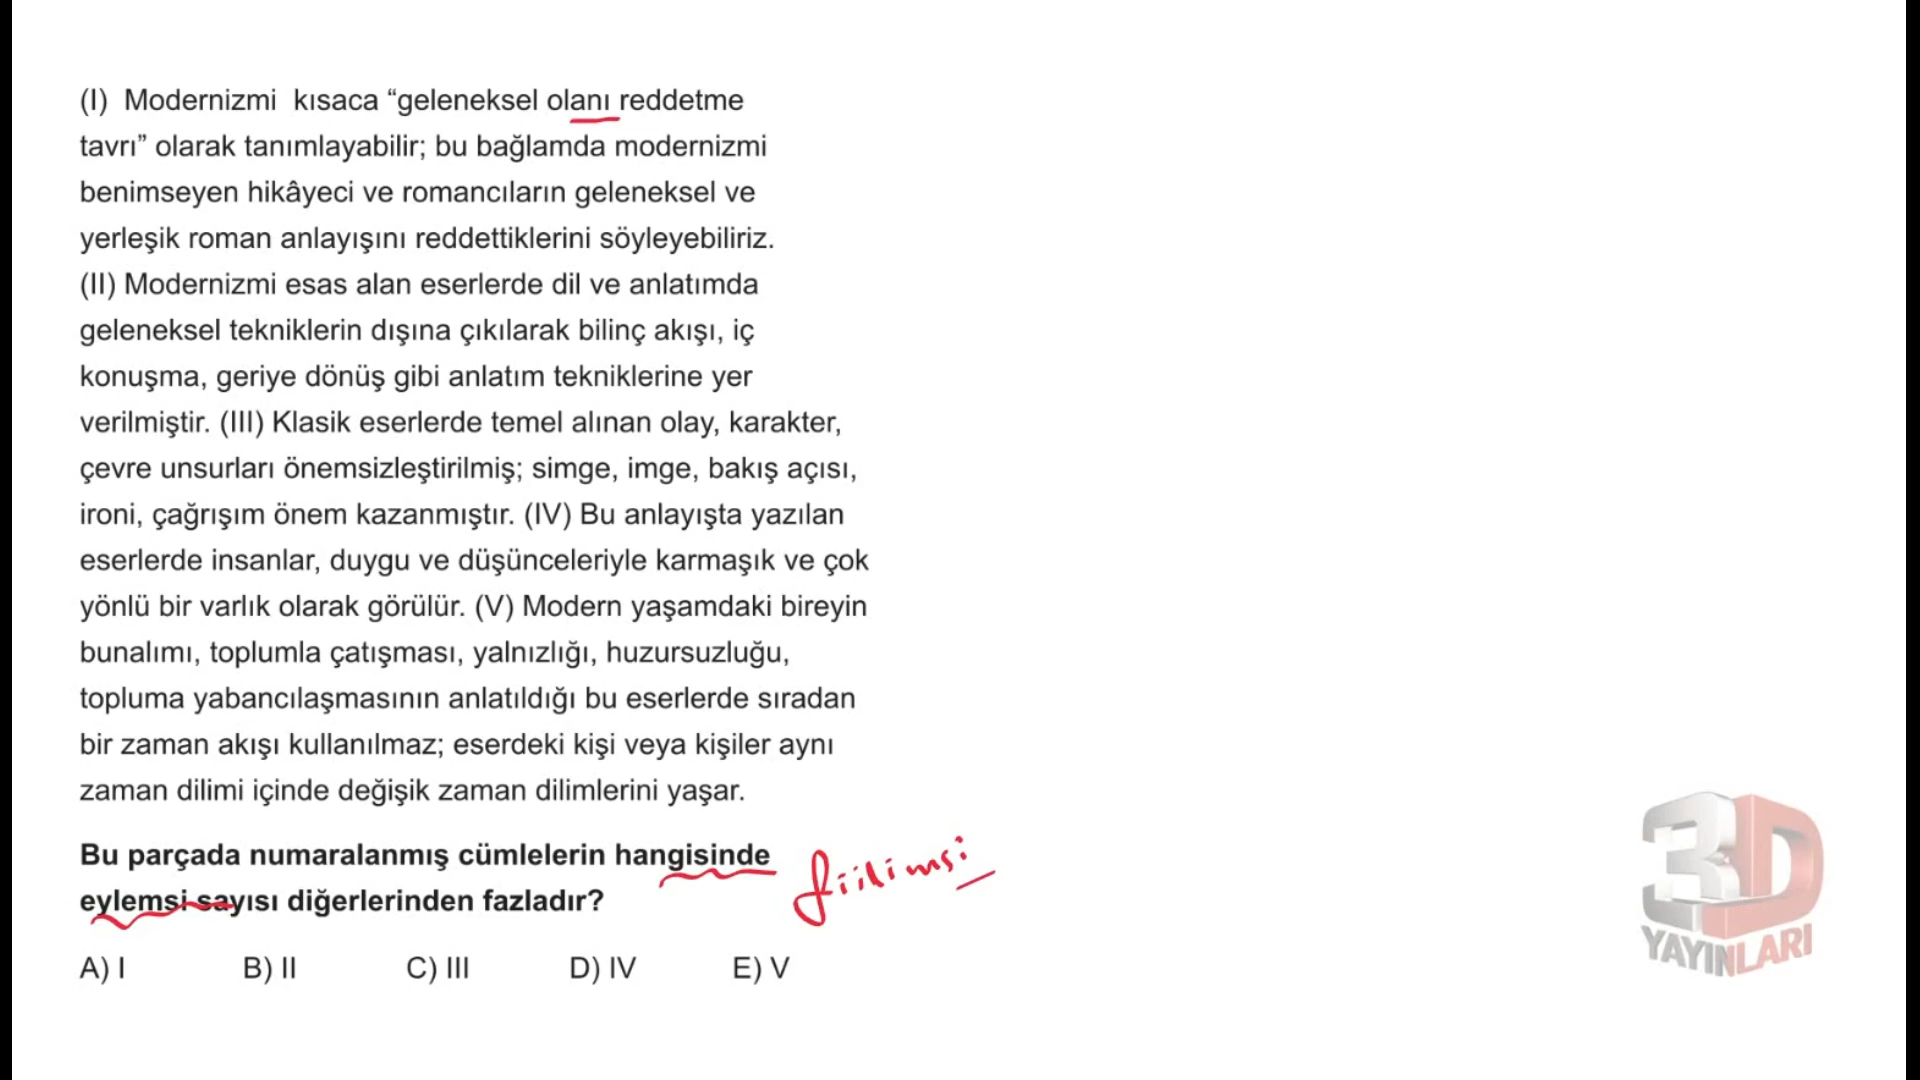 (I) Modernizmi kısaca “geleneksel olanı reddetme
tavrı” olarak tanımlayabilir; bu bağlamda modernizmi
benimseyen hikâyeci ve romancıların geleneksel ve
yerleşik roman anlayışını reddettiklerini söyleyebiliriz.
(II) Modernizmi esas alan eserlerde dil ve anlatımda
geleneksel tekniklerin dışına çıkılarak bilinç akışı, iç
konuşma, geriye dönüş gibi anlatım tekniklerine yer
verilmiştir. (III) Klasik eserlerde temel alınan olay, karakter,
çevre unsurları önemsizleştirilmiş; simge, imge, bakış açısı,
ironi, çağrışım önem kazanmıştır. (IV) Bu anlayışta yazılan
eserlerde insanlar, duygu ve düşünceleriyle karmaşık ve çok
yönlü bir varlık olarak görülür. (V) Modern yaşamdaki bireyin
bunalımı, toplumla çatışması, yalnızlığı, huzursuzluğu,
topluma yabancılaşmasının anlatıldığı bu eserlerde sıradan
bir zaman akışı kullanılmaz; eserdeki kişi veya kişiler aynı
zaman dilimi içinde değişik zaman dilimlerini yaşar.
Bu parçada numaralanmış cümlelerin hangisinde
eylemsi sayısı diğerlerinden fazladır?
fiilimsi
A) I B) II C) III D) IV E) V
3D
YAYINLARI